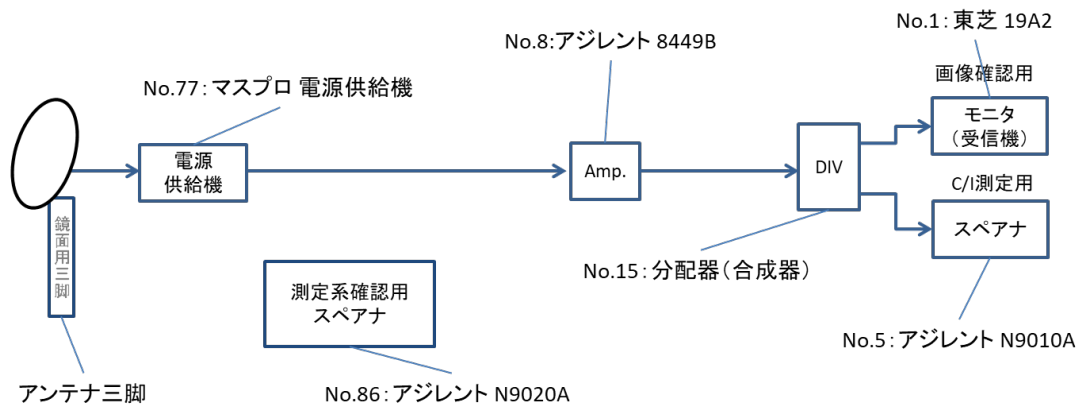 No.1：東芝 19A2
No.8:アジレント 8449B
画像確認用
No.77：マスプロ 電源供給機
モニタ
（受信機）
電源
供給機
Amp.
DIV
C/I測定用
スペアナ
鏡面用三脚
No.15：分配器（合成器）
測定系確認用
スペアナ
No.5：アジレント N9010A
アンテナ三脚
No.86：アジレント N9020A